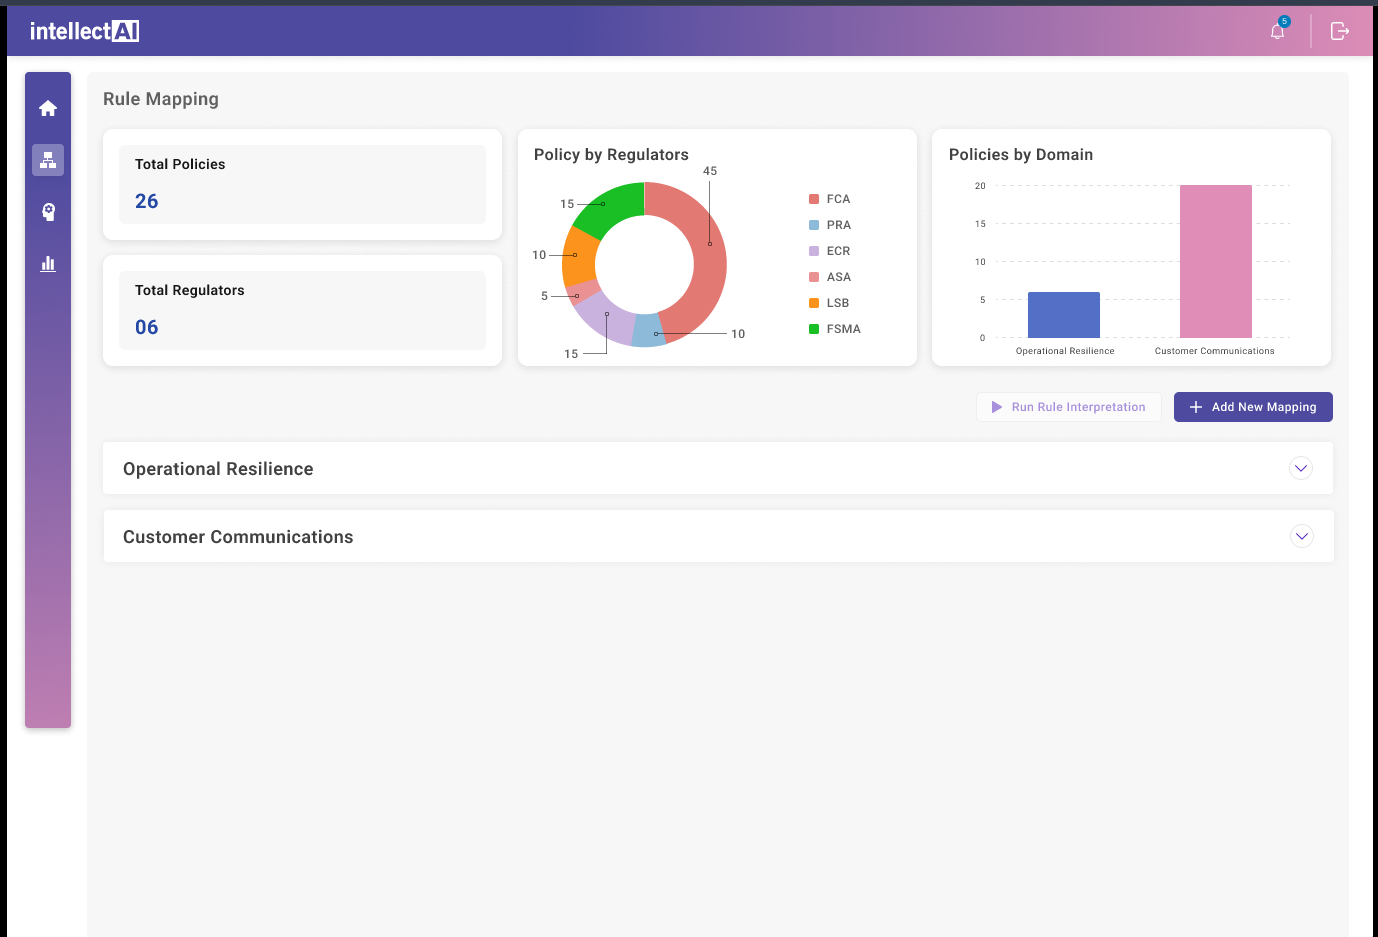 intellectAI
5
Rule Mapping
Total Policies
26
Total Regulators
06
Policy by Regulators
45
15
10
5
15
10
FCA
PRA
ECR
ASA
LSB
FSMA
Policies by Domain
20
15
10
5
0
Operational Resilience
Customer Communications
Run Rule Interpretation
Add New Mapping
Operational Resilience
Customer Communications